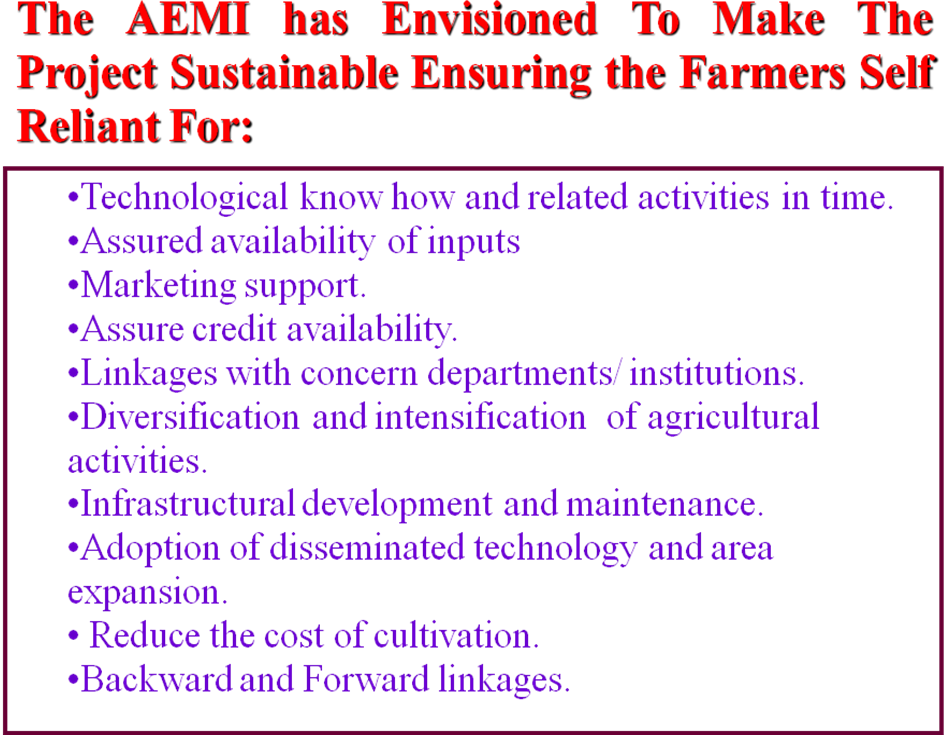 The AEMI has Envisioned To Make The
Project Sustainable Ensuring the Farmers Self
Reliant For:
•Technological know how and related activities in time.
•Assured availability of inputs
•Marketing support.
•Assure credit availability.
•Linkages with concern departments/ institutions.
•Diversification and intensification of agricultural
activities.
•Infrastructural development and maintenance.
•Adoption of disseminated technology and area
expansion.
• Reduce the cost of cultivation.
•Backward and Forward linkages.